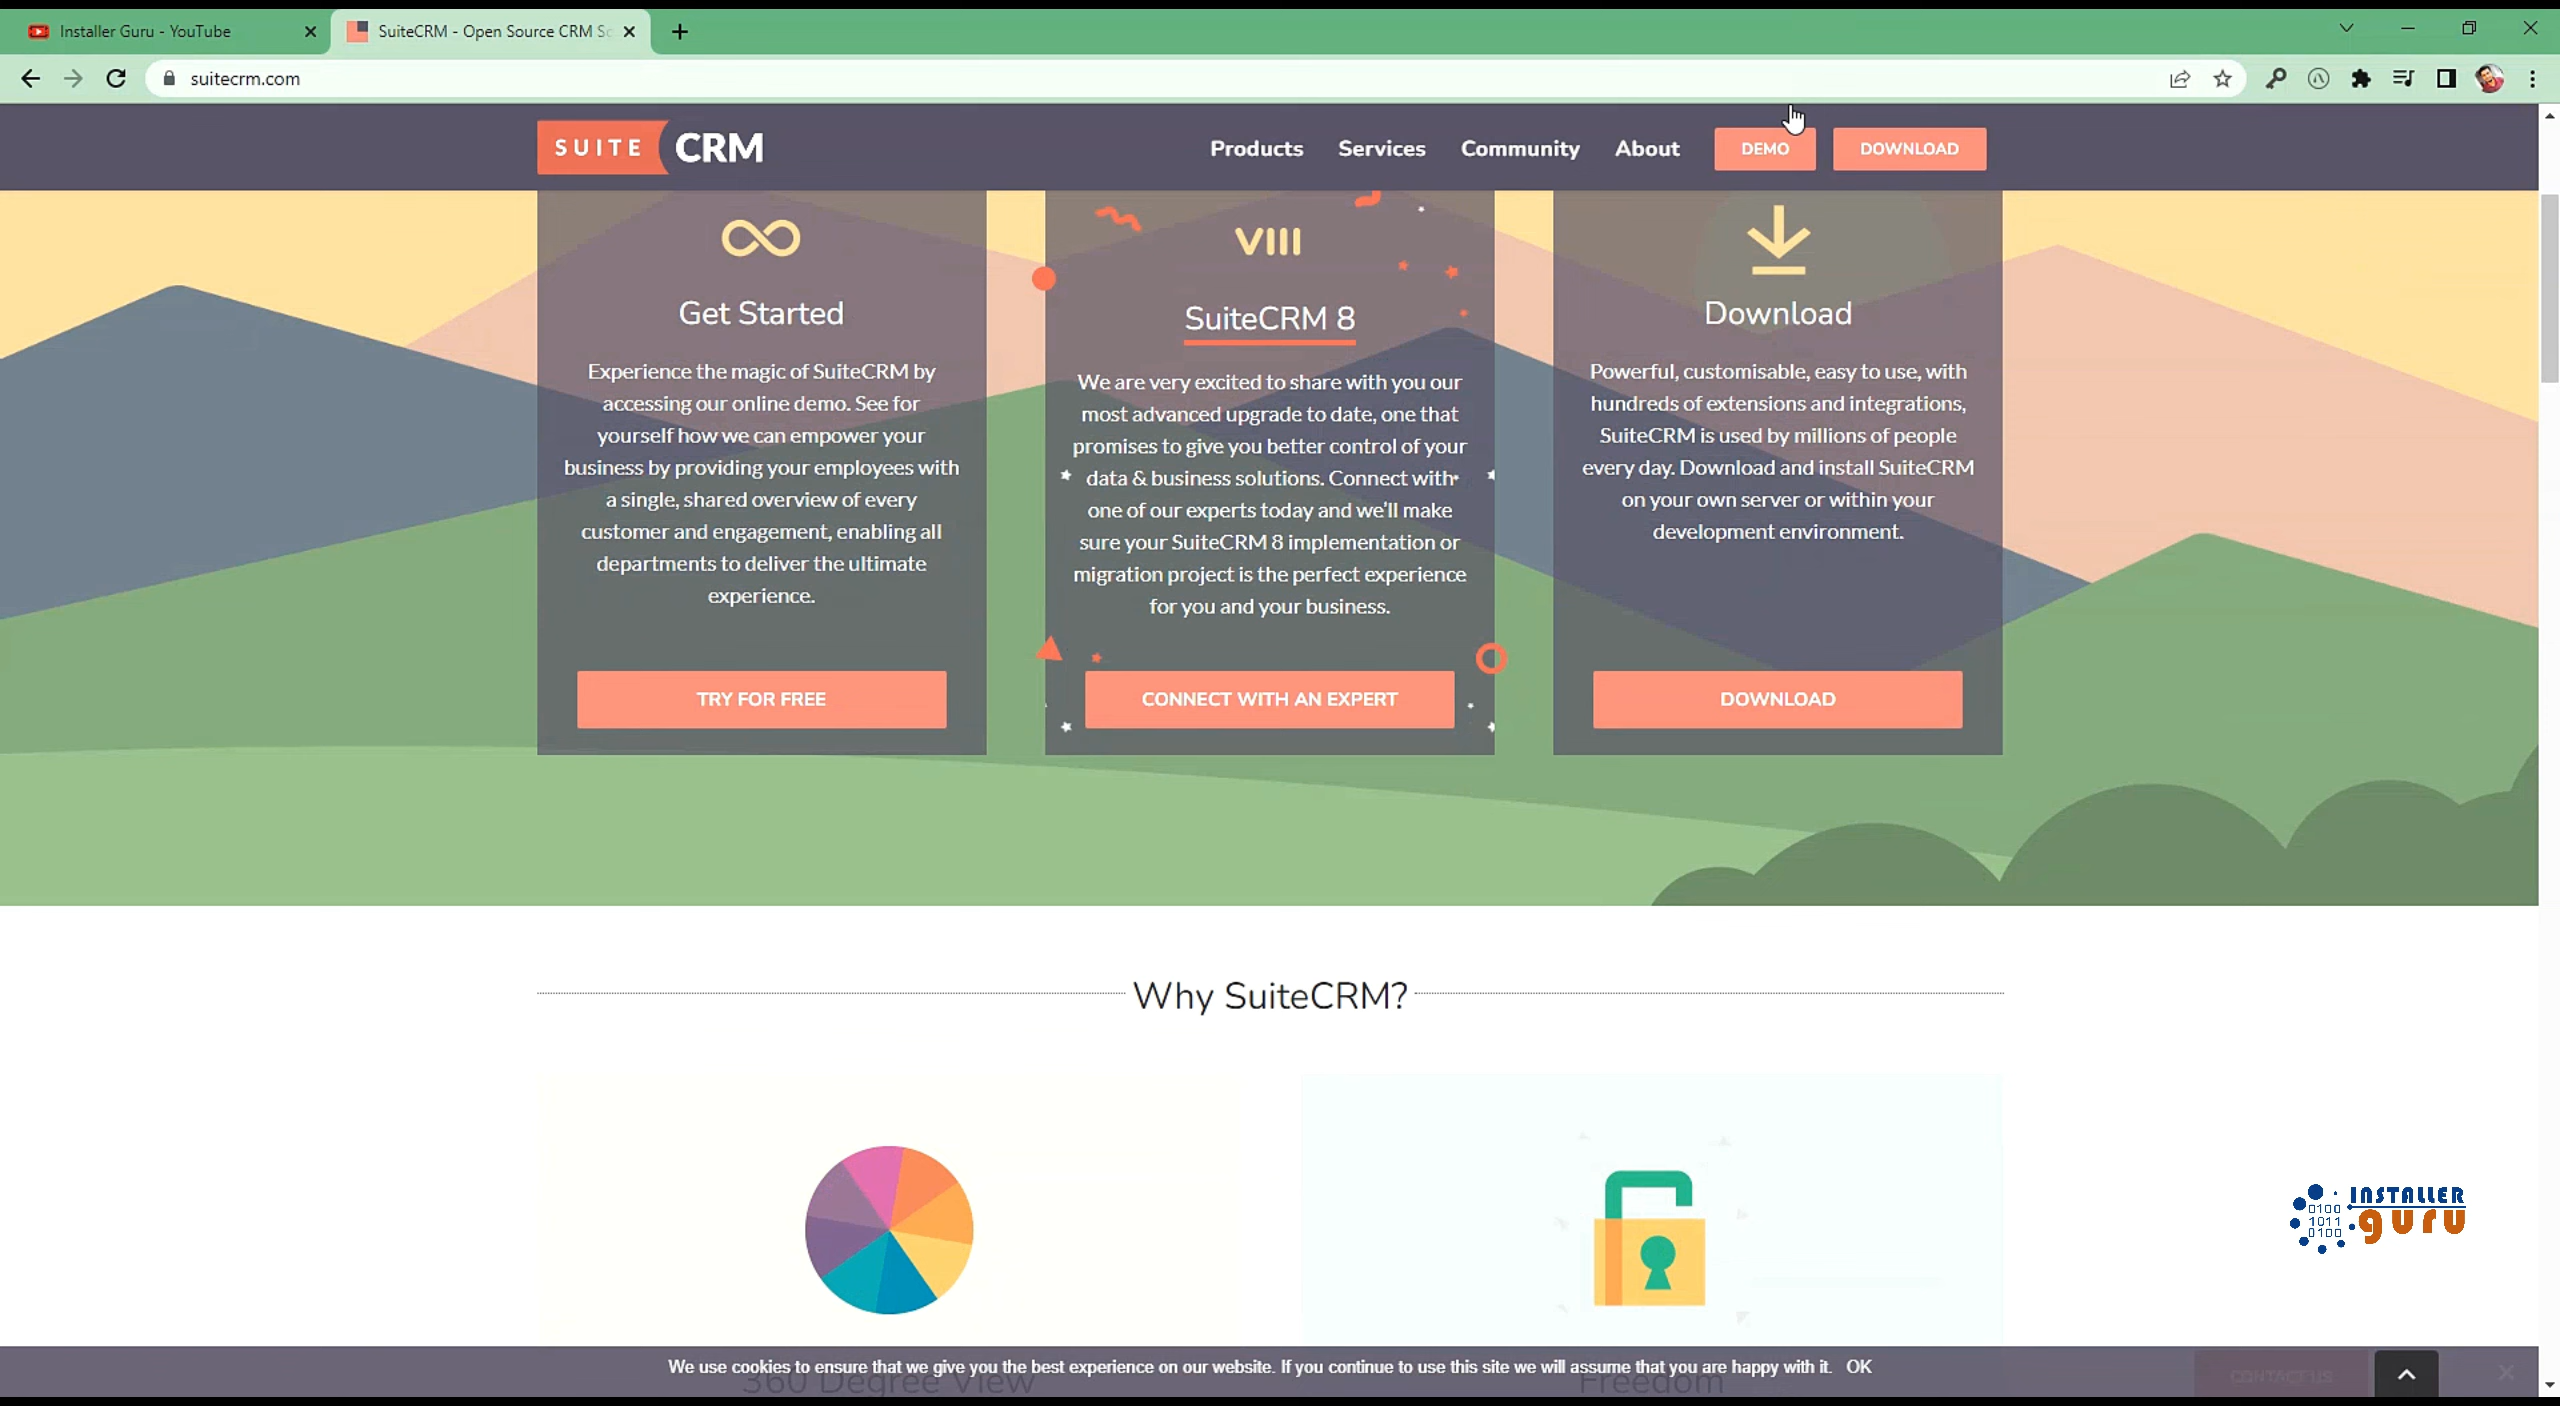 Installer Guru - YouTube
SuiteCRM - Open Source CRM So
suitecrm.com
SUITE CRM
Products Services Community About DEMO DOWNLOAD
Get Started
Experience the magic of SuiteCRM by
accessing our online demo. See for
yourself how we can empower your
business by providing your employees with
a single, shared overview of every
customer and engagement, enabling all
departments to deliver the ultimate
experience.
TRY FOR FREE
VIII
SuiteCRM 8
We are very excited to share with you our
most advanced upgrade to date, one that
promises to give you better control of your
data & business solutions. Connect with
one of our experts today and we'll make
sure your SuiteCRM 8 implementation or
migration project is the perfect experience
for you and your business.
CONNECT WITH AN EXPERT
Download
Powerful, customisable, easy to use, with
hundreds of extensions and integrations,
SuiteCRM is used by millions of people
every day. Download and install SuiteCRM
on your own server or within your
development environment.
DOWNLOAD
Why SuiteCRM?
INSTALLER
guru
0100
1011
0100
We use cookies to ensure that we give you the best experience on our website. If you continue to use this site we will assume that you are happy with it. OK
360 Degree View
Freedom
CONTACT US